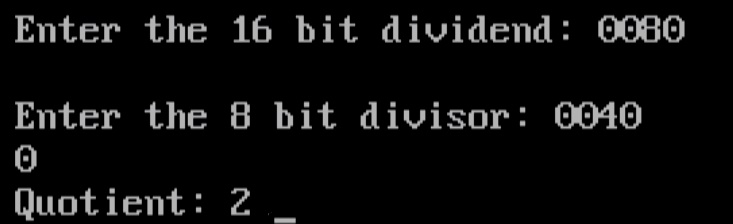 Enter the 16 bit dividend: 0080
Enter the 8 bit divisor: 0040
0
Quotient: 2 _